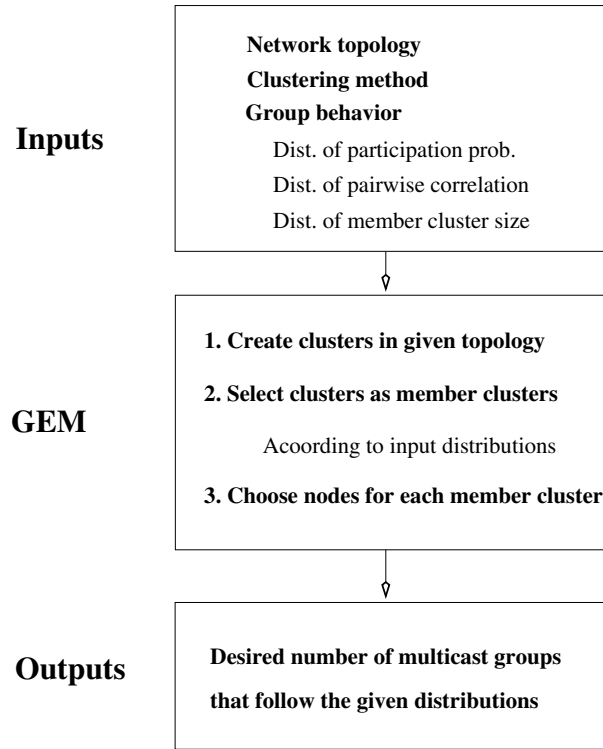 Inputs
Network topology
Clustering method
Group behavior
Dist. of participation prob.
Dist. of pairwise correlation
Dist. of member cluster size
GEM
1. Create clusters in given topology
2. Select clusters as member clusters
Acoording to input distributions
3. Choose nodes for each member cluster
Outputs
Desired number of multicast groups
that follow the given distributions